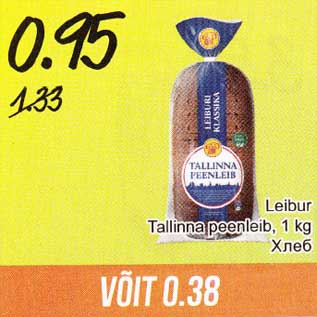 0.95
1.33
LEIBURI
KLASSIKA
TALLINNA
PEENLEIB
Leibur
Tallinna peenleib, 1 kg
Хлеб
VÕIT 0.38